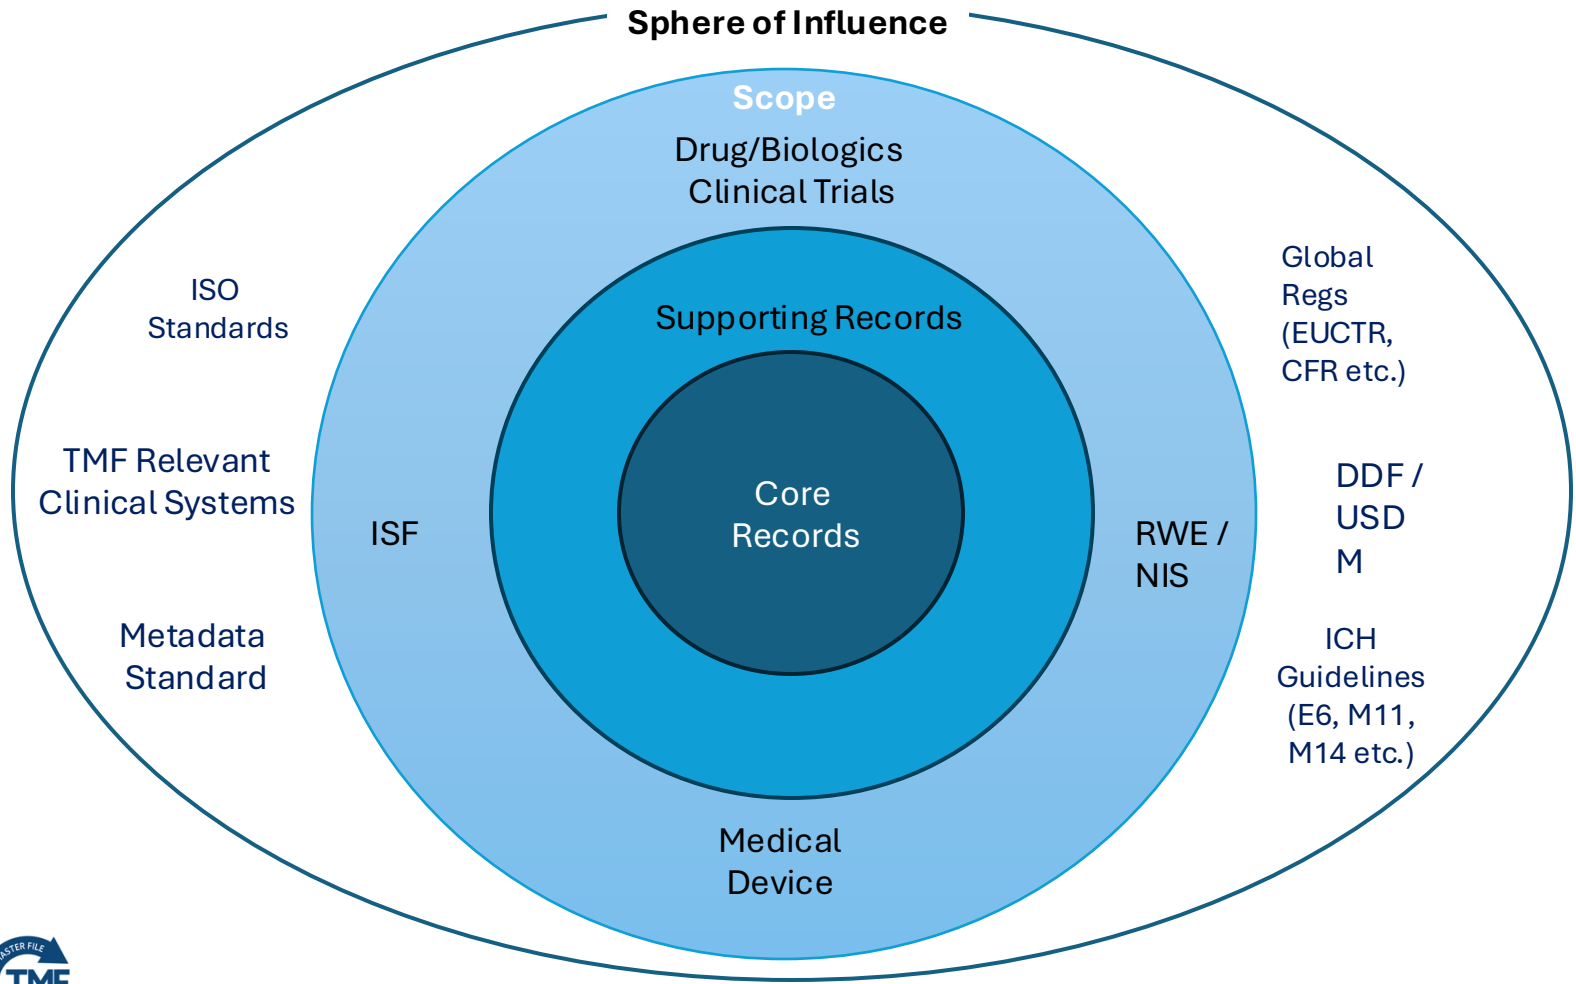 Sphere of Influence
Scope
Drug/Biologics
Clinical Trials
Supporting Records
Core
Records
ISF
RWE /
NIS
Medical
Device
ISO
Standards
TMF Relevant
Clinical Systems
Metadata
Standard
Global
Regs
(EUCTR,
CFR etc.)
DDF /
USD
M
ICH
Guidelines
(E6, M11,
M14 etc.)
FILE
TMF